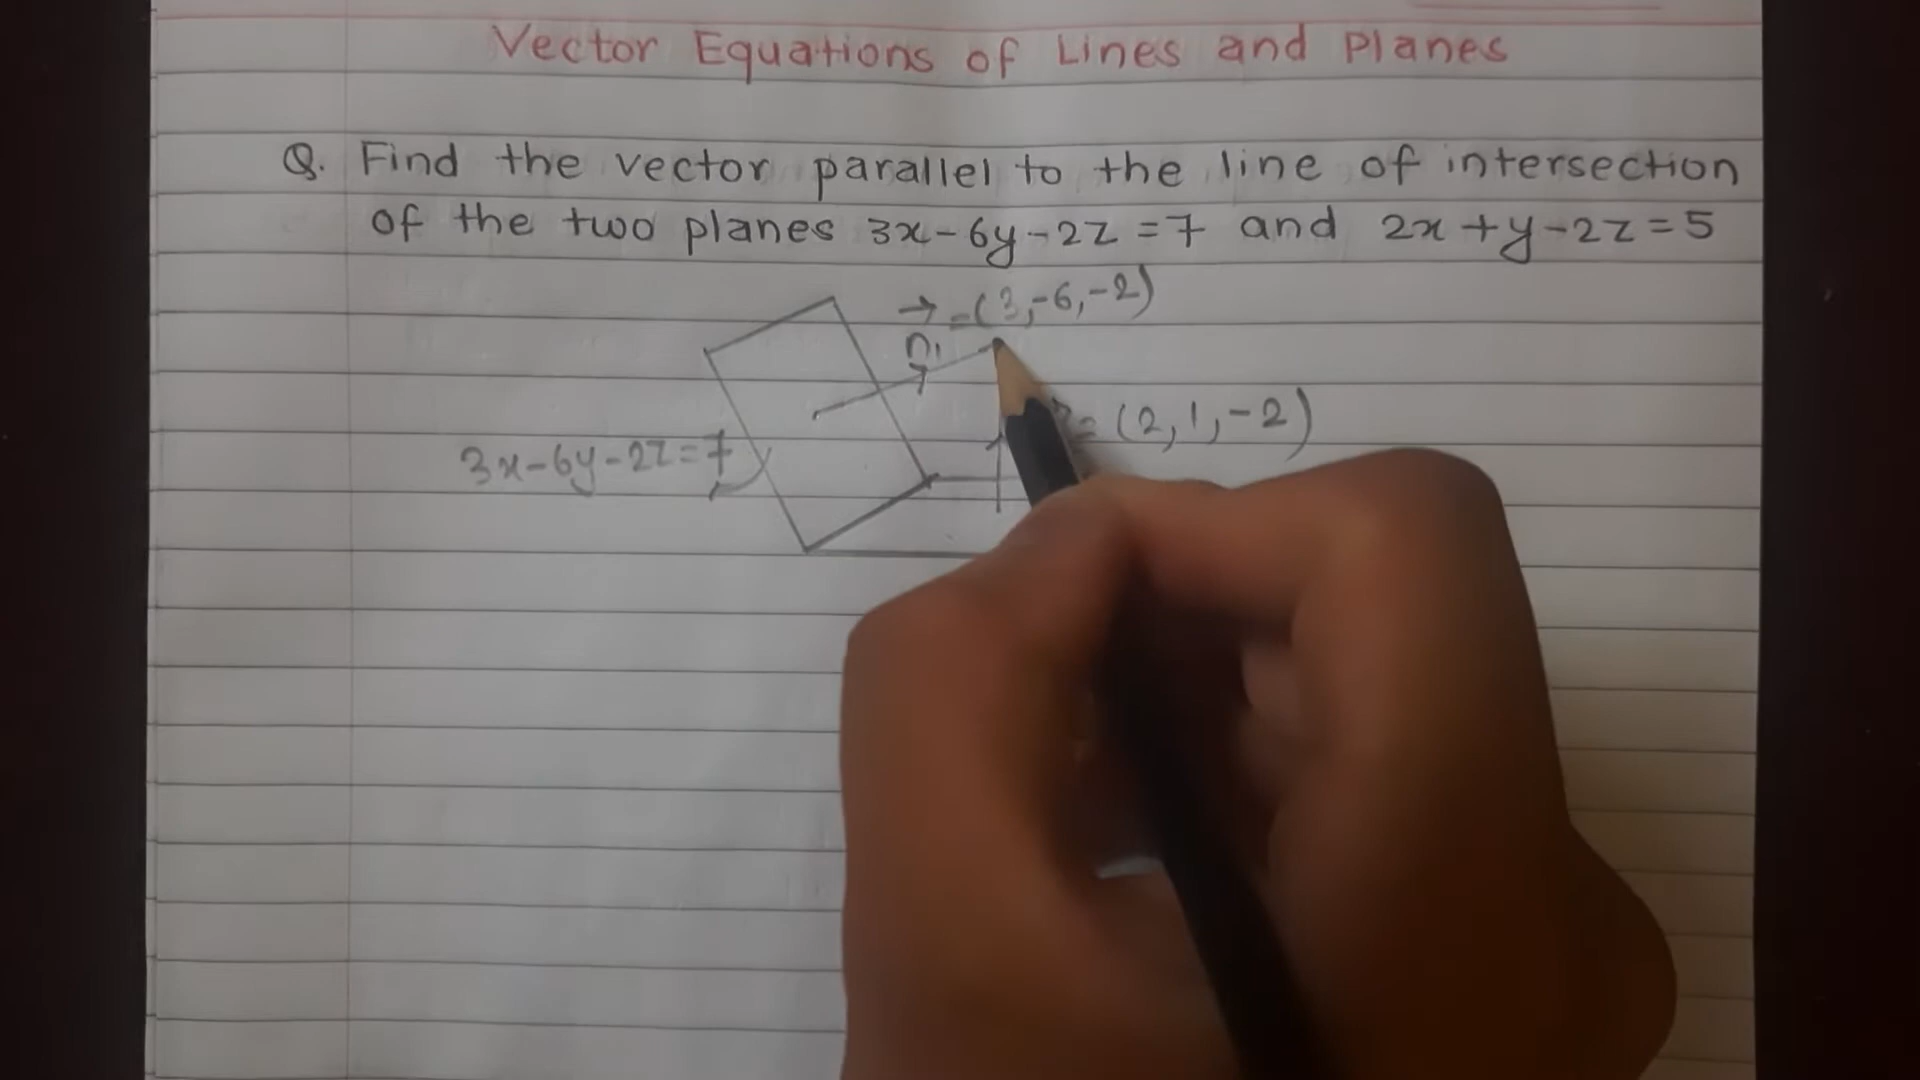 Vector Equations of Lines and Planes
Q. Find the vector parallel to the line of intersection
of the two planes 3x-6y-2z=7 and 2x+y-2z=5
n₁→=(3,-6,-2)
=(2,1,-2)
3x-6y-2z=7